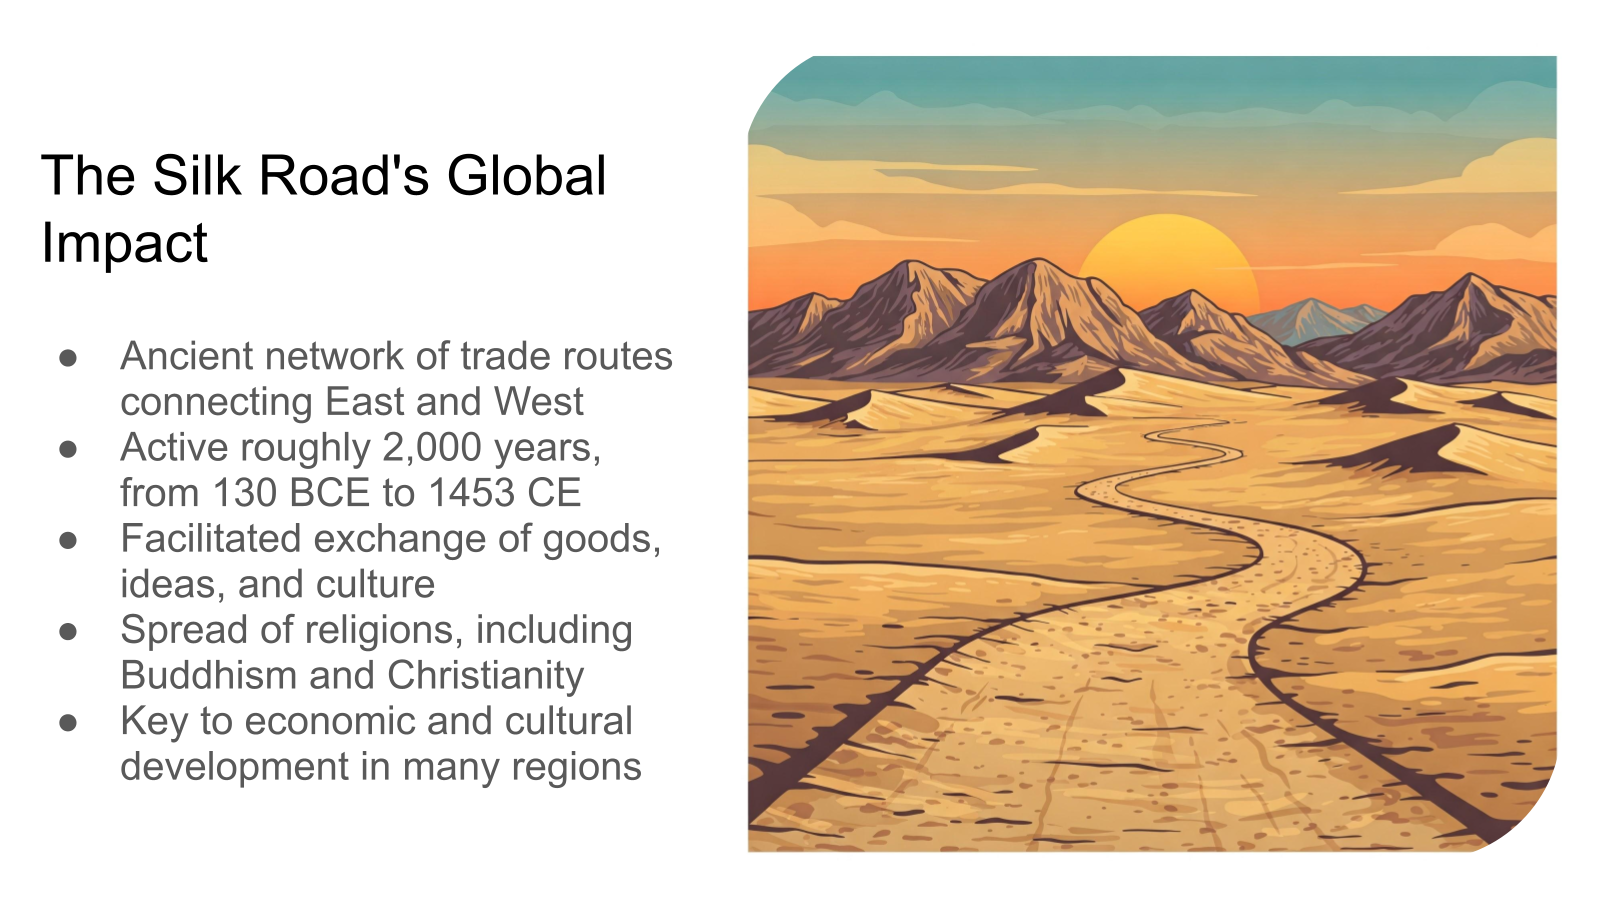 The Silk Road's Global
Impact
● Ancient network of trade routes
connecting East and West
● Active roughly 2,000 years,
from 130 BCE to 1453 CE
● Facilitated exchange of goods,
ideas, and culture
● Spread of religions, including
Buddhism and Christianity
● Key to economic and cultural
development in many regions